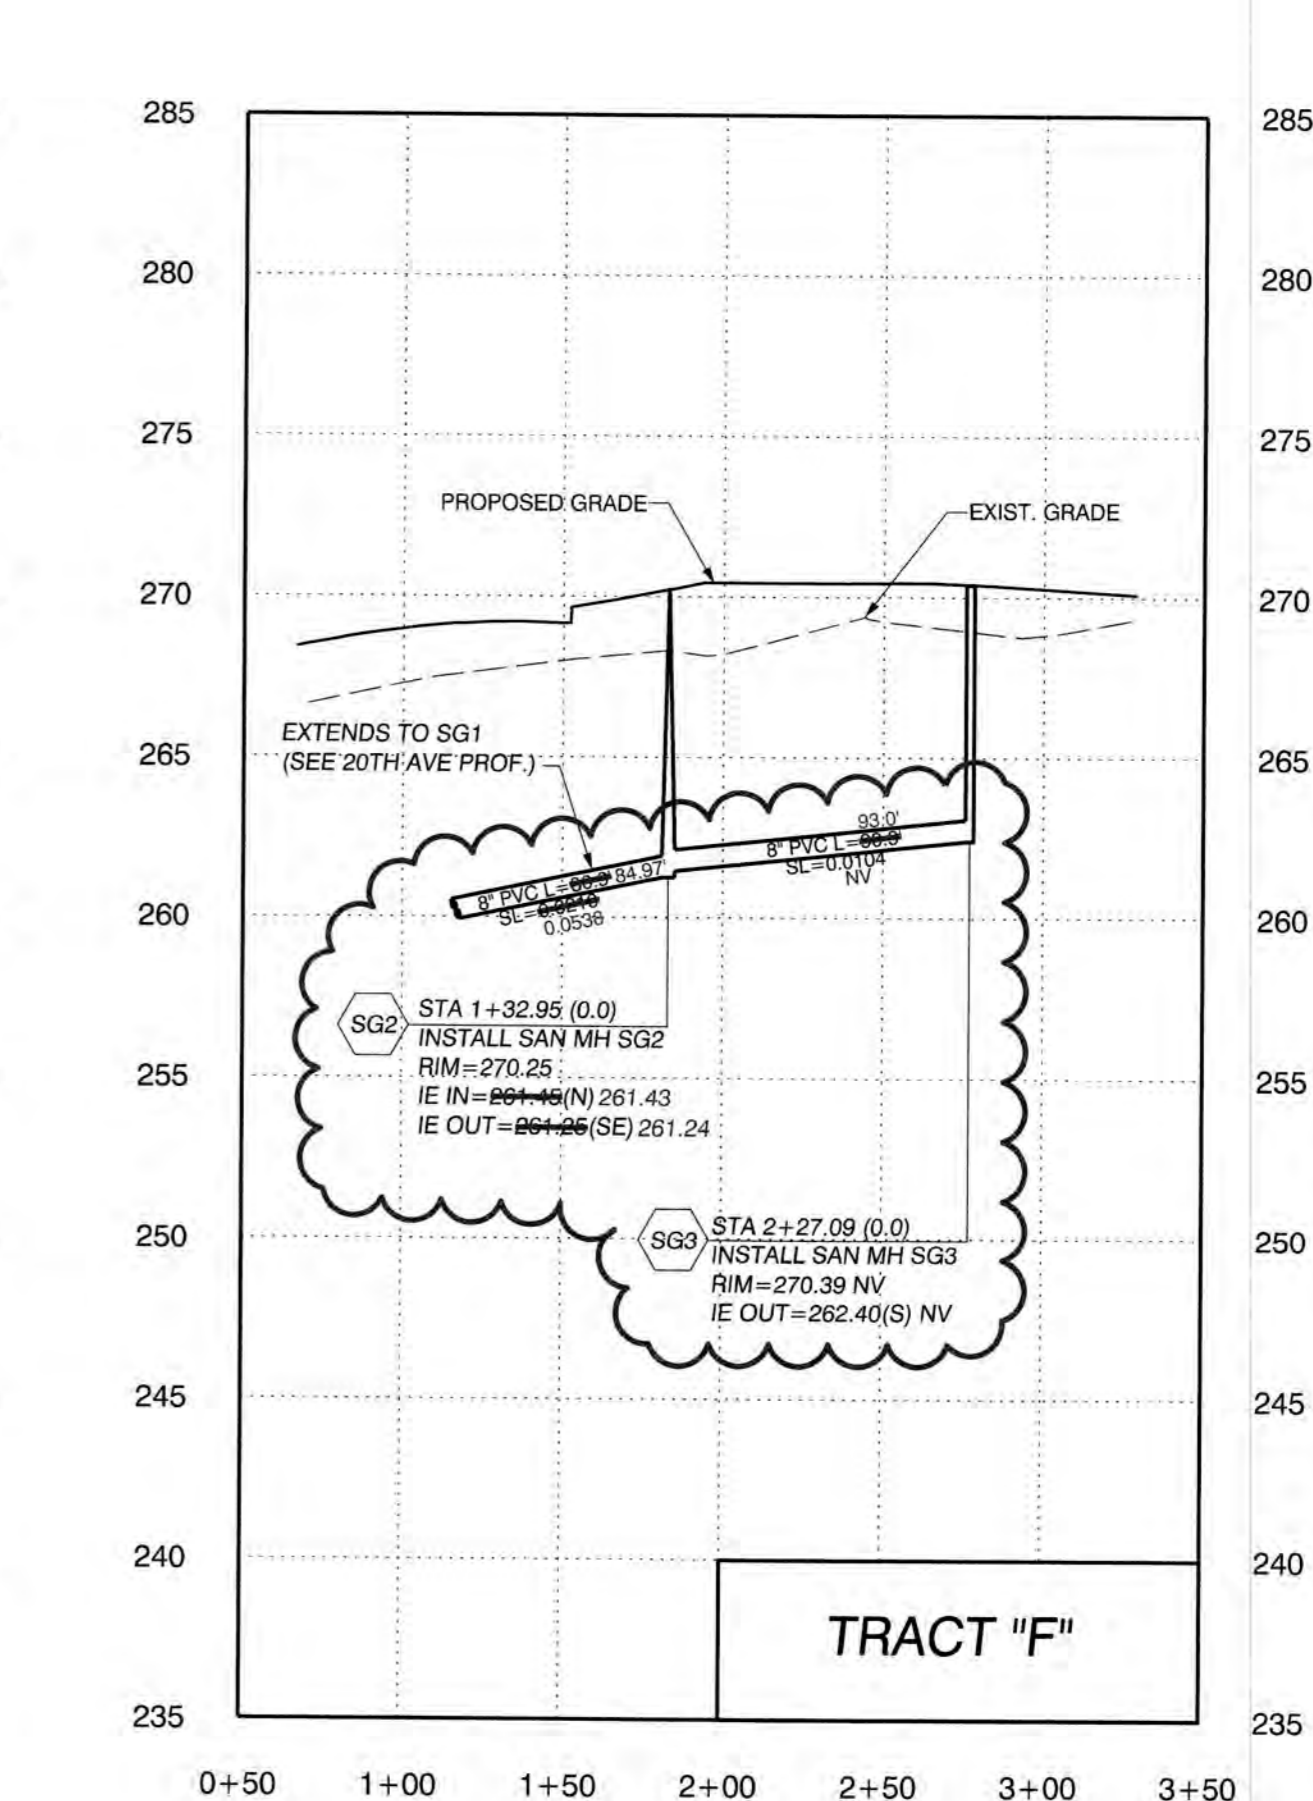 285 285
280 280
275 275
PROPOSED GRADE
EXIST. GRADE
270 270
EXTENDS TO SG1
(SEE 20TH AVE PROF.)
265 265
93.0'
8" PVC L=
SL=0.0104
NV
8" PVC L= 84.97'
SL=
0.0538
260 260
SG2
STA 1+32.95 (0.0)
INSTALL SAN MH SG2
RIM=270.25
IE IN=261.45(N) 261.43
IE OUT=261.25(SE) 261.24
255 255
SG3
STA 2+27.09 (0.0)
INSTALL SAN MH SG3
RIM=270.39 NV
IE OUT=262.40(S) NV
250 250
245 245
240 240
TRACT "F"
235 235
0+50 1+00 1+50 2+00 2+50 3+00 3+50